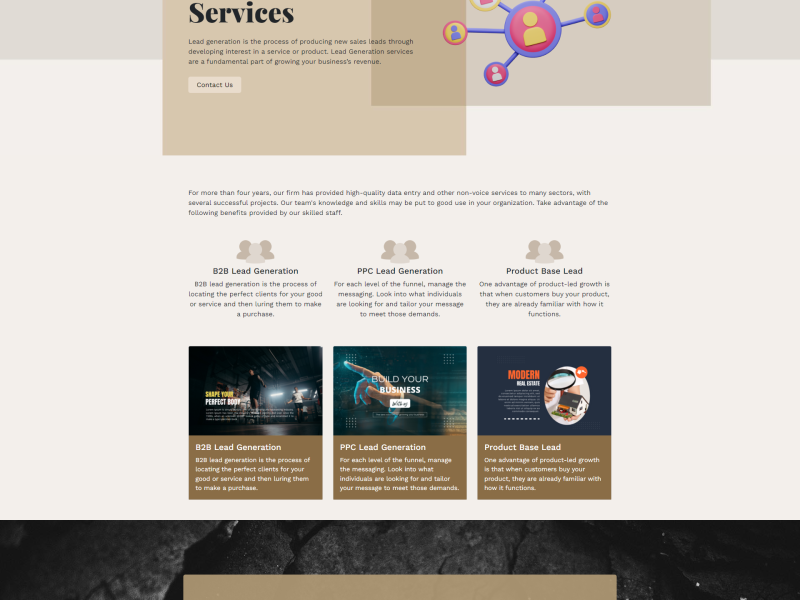 Services
Lead generation is the process of producing new sales leads through
developing interest in a service or product. Lead Generation services
are a fundamental part of growing your business's revenue.
Contact Us
For more than four years, our firm has provided high-quality data entry and other non-voice services to many sectors, with
several successful projects. Our team's knowledge and skills may be put to good use in your organization. Take advantage of the
following benefits provided by our skilled staff.
B2B Lead Generation
B2B lead generation is the process of
locating the perfect clients for your good
or service and then luring them to make
a purchase.
PPC Lead Generation
For each level of the funnel, manage the
messaging. Look into what individuals
are looking for and tailor your message
to meet those demands.
Product Base Lead
One advantage of product-led growth is
that when customers buy your product,
they are already familiar with how it
functions.
SHAPE YOUR
PERFECT BODY
BUILD YOUR
BUSINESS
MODERN
REAL ESTATE
B2B Lead Generation
B2B lead generation is the process of
locating the perfect clients for your
good or service and then luring them
to make a purchase.
PPC Lead Generation
For each level of the funnel, manage
the messaging. Look into what
individuals are looking for and tailor
your message to meet those demands.
Product Base Lead
One advantage of product-led growth
is that when customers buy your
product, they are already familiar with
how it functions.